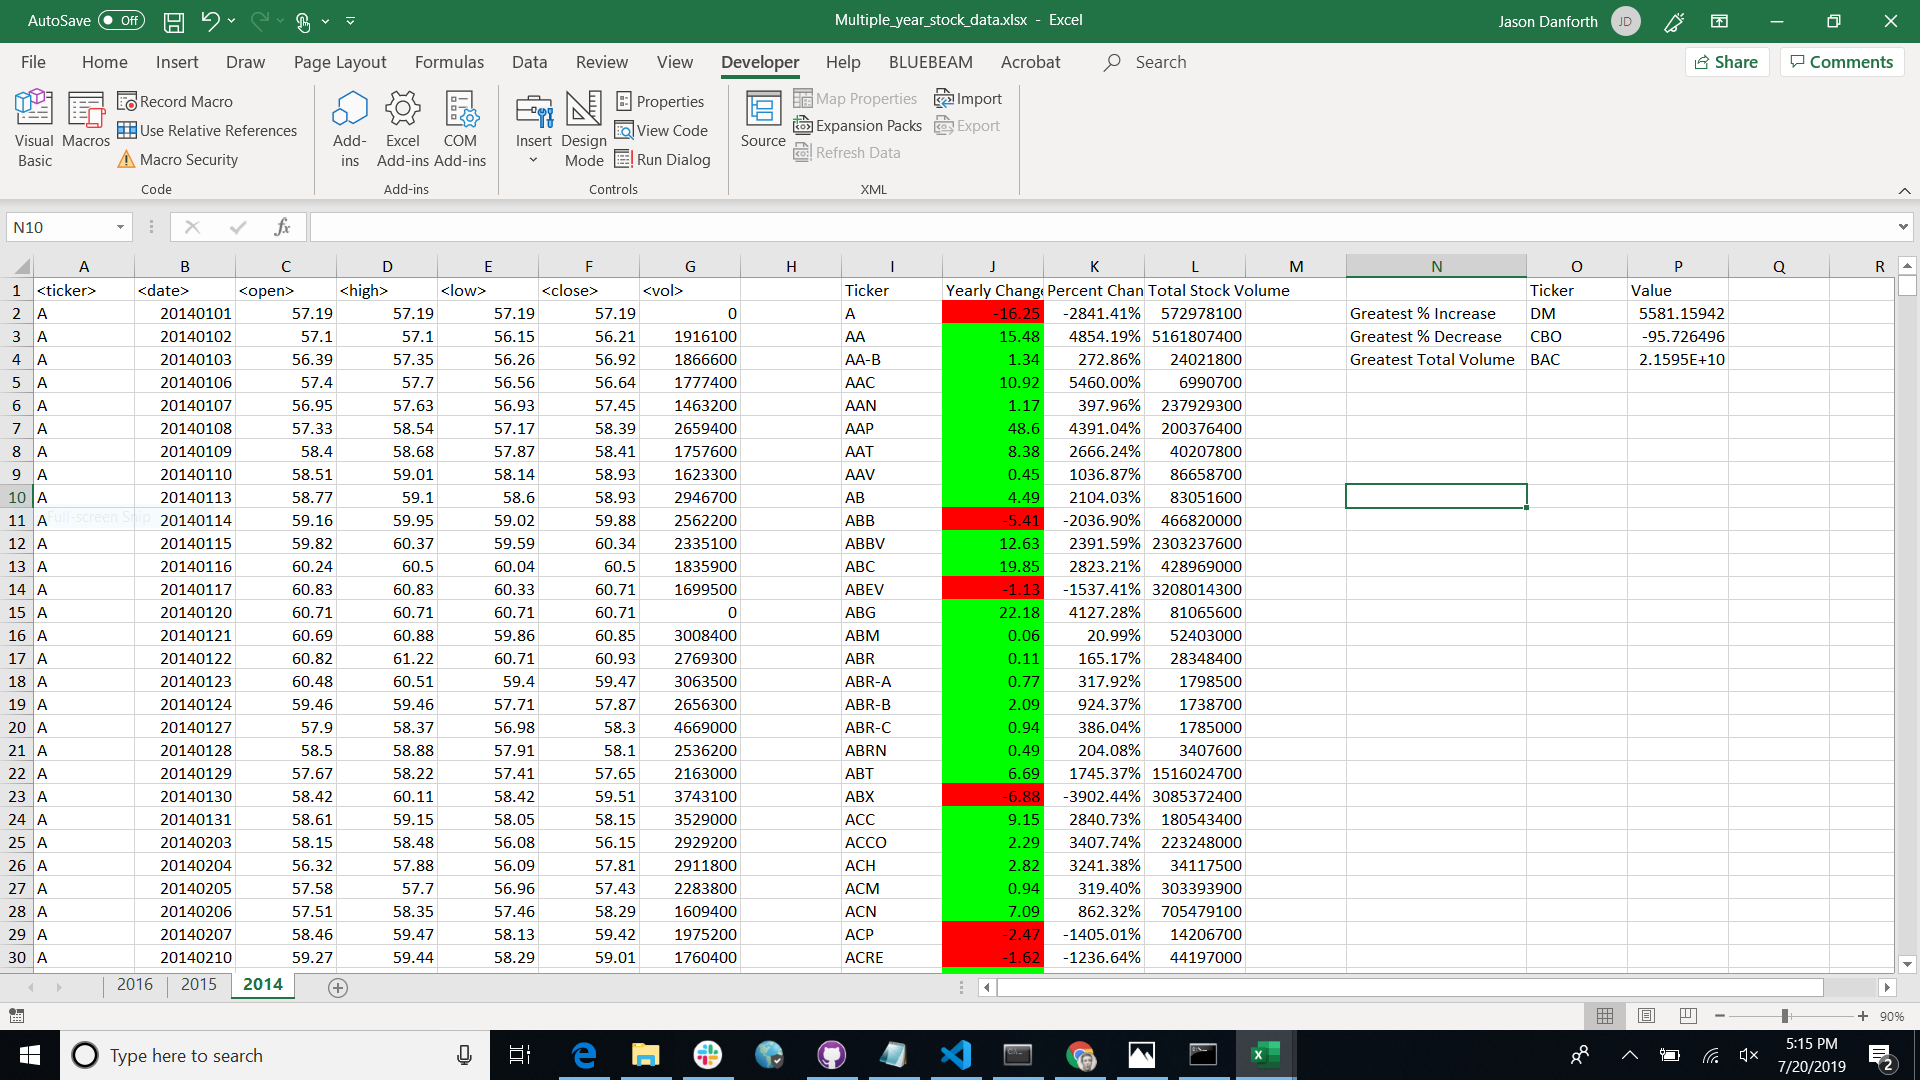 AutoSave Off Multiple_year_stock_data.xlsx - Excel Jason Danforth JD
File Home Insert Draw Page Layout Formulas Data Review View Developer Help BLUEBEAM Acrobat Search Share Comments
Visual Basic
Macros
Record Macro
Use Relative References
Macro Security
Code
Add-ins
Excel Add-ins
COM Add-ins
Add-ins
Insert
Design Mode
Properties
View Code
Run Dialog
Controls
Source
Map Properties
Expansion Packs
Refresh Data
Import
Export
XML
N10 fx
A B C D E F G H I J K L M N O P Q R
1 <ticker> <date> <open> <high> <low> <close> <vol> Ticker Yearly Change Percent Chan Total Stock Volume Ticker Value
2 A 20140101 57.19 57.19 57.19 57.19 0 A -16.25 -2841.41% 572978100 Greatest % Increase DM 5581.15942
3 A 20140102 57.1 57.1 56.15 56.21 1916100 AA 15.48 4854.19% 5161807400 Greatest % Decrease CBO -95.726496
4 A 20140103 56.39 57.35 56.26 56.92 1866600 AA-B 1.34 272.86% 24021800 Greatest Total Volume BAC 2.1595E+10
5 A 20140106 57.4 57.7 56.56 56.64 1777400 AAC 10.92 5460.00% 6990700
6 A 20140107 56.95 57.63 56.93 57.45 1463200 AAN 1.17 397.96% 237929300
7 A 20140108 57.33 58.54 57.17 58.39 2659400 AAP 48.6 4391.04% 200376400
8 A 20140109 58.4 58.68 57.87 58.41 1757600 AAT 8.38 2666.24% 40207800
9 A 20140110 58.51 59.01 58.14 58.93 1623300 AAV 0.45 1036.87% 86658700
10 A 20140113 58.77 59.1 58.6 58.93 2946700 AB 4.49 2104.03% 83051600
Full-screen Snip
11 A 20140114 59.16 59.95 59.02 59.88 2562200 ABB -5.41 -2036.90% 466820000
12 A 20140115 59.82 60.37 59.59 60.34 2335100 ABBV 12.63 2391.59% 2303237600
13 A 20140116 60.24 60.5 60.04 60.5 1835900 ABC 19.85 2823.21% 428969000
14 A 20140117 60.83 60.83 60.33 60.71 1699500 ABEV -1.13 -1537.41% 3208014300
15 A 20140120 60.71 60.71 60.71 60.71 0 ABG 22.18 4127.28% 81065600
16 A 20140121 60.69 60.88 59.86 60.85 3008400 ABM 0.06 20.99% 52403000
17 A 20140122 60.82 61.22 60.71 60.93 2769300 ABR 0.11 165.17% 28348400
18 A 20140123 60.48 60.51 59.4 59.47 3063500 ABR-A 0.77 317.92% 1798500
19 A 20140124 59.46 59.46 57.71 57.87 2656300 ABR-B 2.09 924.37% 1738700
20 A 20140127 57.9 58.37 56.98 58.3 4669000 ABR-C 0.94 386.04% 1785000
21 A 20140128 58.5 58.88 57.91 58.1 2536200 ABRN 0.49 204.08% 3407600
22 A 20140129 57.67 58.22 57.41 57.65 2163000 ABT 6.69 1745.37% 1516024700
23 A 20140130 58.42 60.11 58.42 59.51 3743100 ABX -6.88 -3902.44% 3085372400
24 A 20140131 58.61 59.15 58.05 58.15 3529000 ACC 9.15 2840.73% 180543400
25 A 20140203 58.15 58.48 56.08 56.15 2929200 ACCO 2.29 3407.74% 223248000
26 A 20140204 56.32 57.88 56.09 57.81 2911800 ACH 2.82 3241.38% 34117500
27 A 20140205 57.58 57.7 56.96 57.43 2283800 ACM 0.94 319.40% 303393900
28 A 20140206 57.51 58.35 57.46 58.29 1609400 ACN 7.09 862.32% 705479100
29 A 20140207 58.46 59.47 58.13 59.42 1975200 ACP -2.47 -1405.01% 14206700
30 A 20140210 59.27 59.44 58.29 59.01 1760400 ACRE -1.62 -1236.64% 44197000
2016 2015 2014
90%
Type here to search
5:15 PM
7/20/2019
2